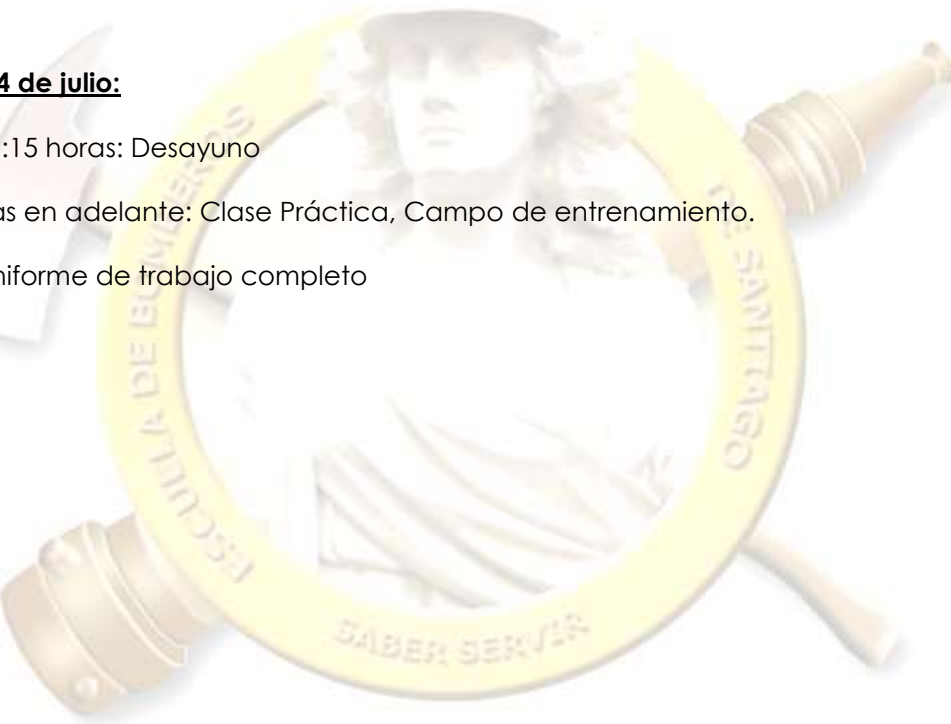 4 de julio:
:15 horas: Desayuno
as en adelante: Clase Práctica, Campo de entrenamiento.
niforme de trabajo completo
ESCUELA DE BOMBEROS
DE SANTIAGO
SABER SERVIR